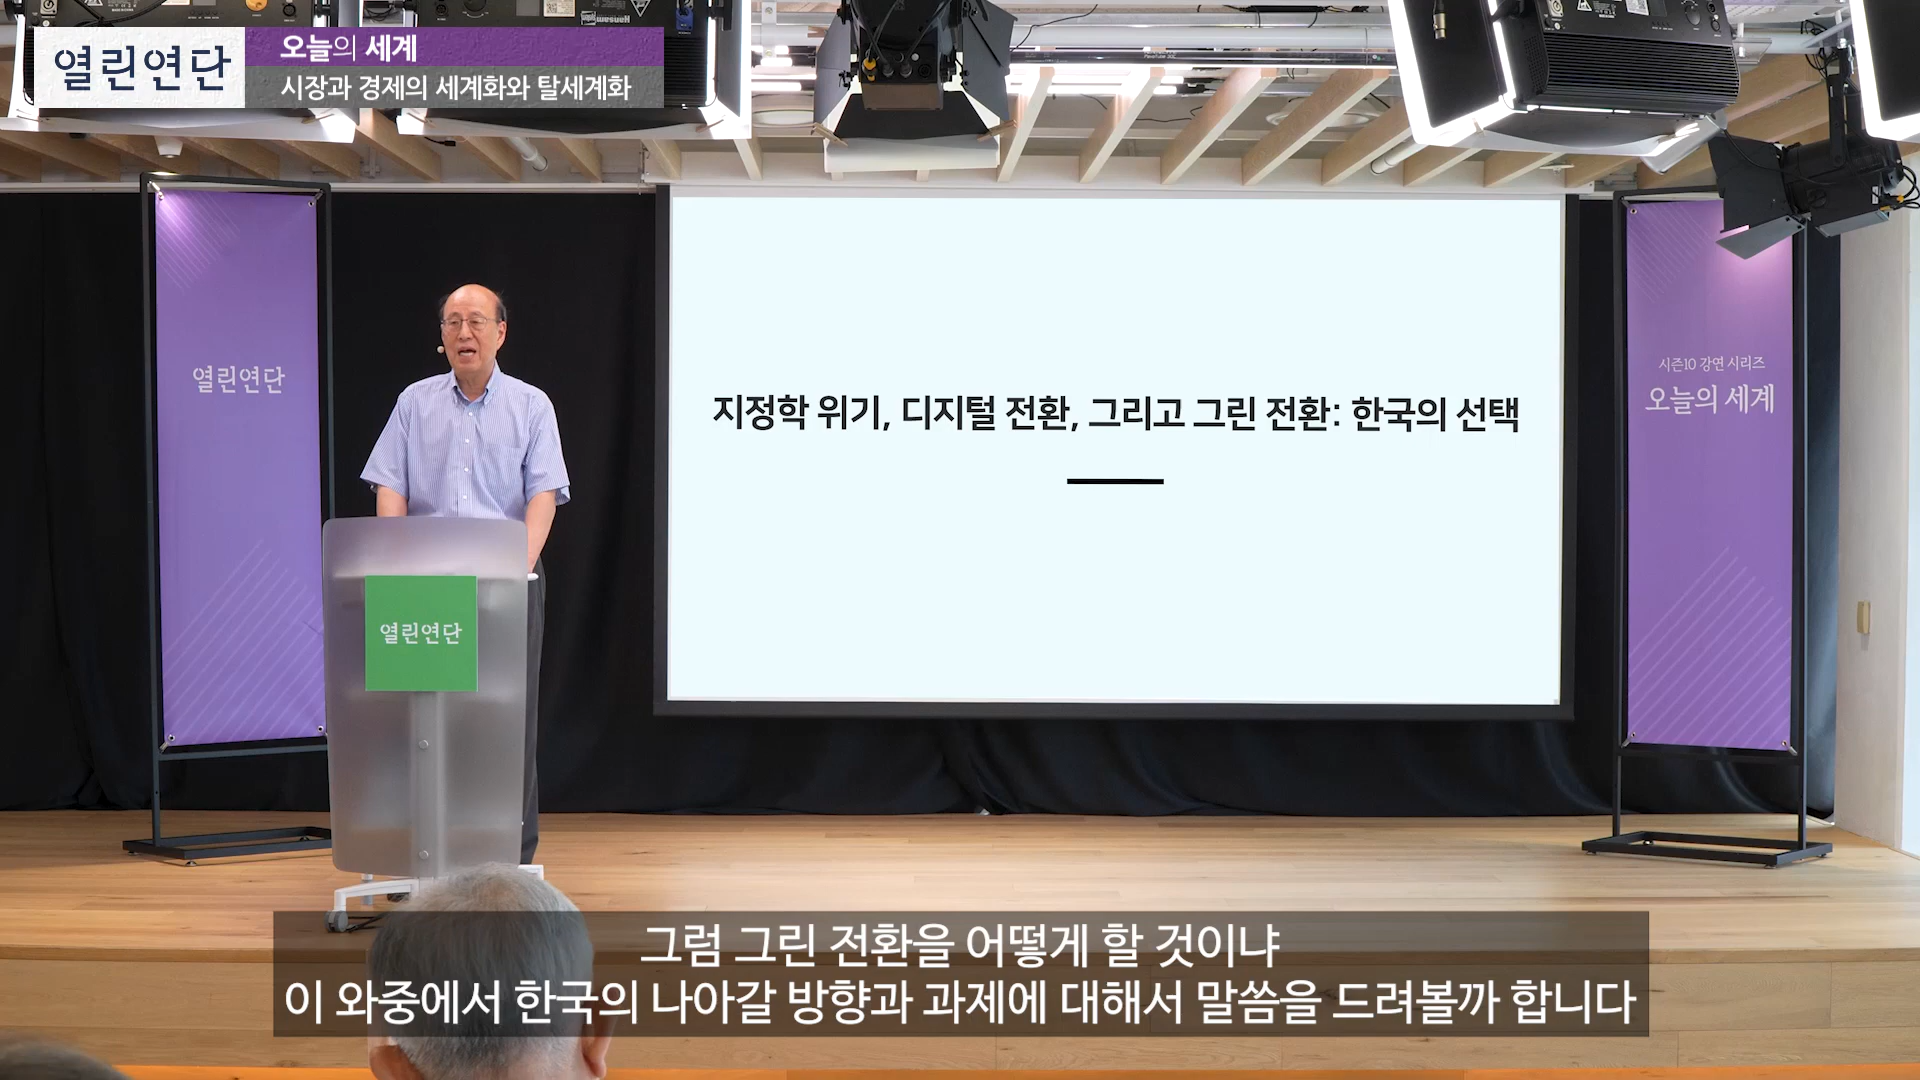 열린연단
오늘의 세계
시장과 경제의 세계화와 탈세계화
열린연단
지정학 위기, 디지털 전환, 그리고 그린 전환: 한국의 선택
시즌10 강연 시리즈
오늘의 세계
열린연단
그럼 그린 전환을 어떻게 할 것이냐
이 와중에서 한국의 나아갈 방향과 과제에 대해서 말씀을 드려볼까 합니다